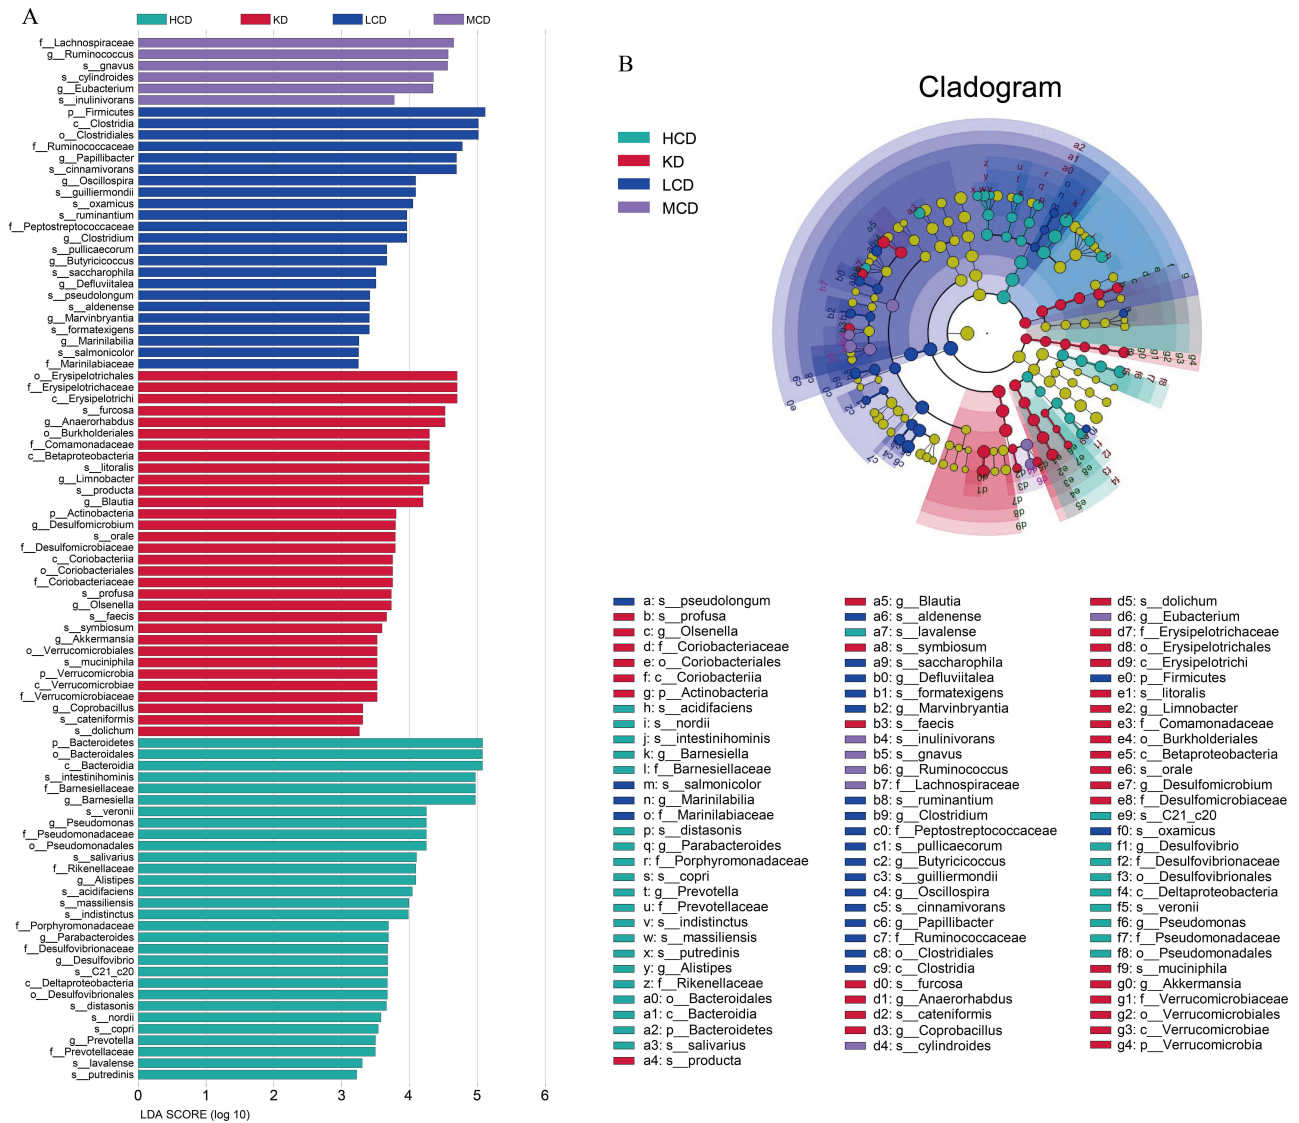 A
HCD
KD
LCD
MCD
f__Lachnospiraceae
g__Ruminococcus
s__gnavus
s__cylindroides
g__Eubacterium
s__inulinivorans
p__Firmicutes
c__Clostridia
o__Clostridiales
f__Ruminococcaceae
g__Papillibacter
s__cinnamivorans
g__Oscillospira
s__guilliermondii
s__oxamicus
s__ruminantium
f__Peptostreptococcaceae
g__Clostridium
s__pullicaecorum
g__Butyricicoccus
s__saccharophila
g__Defluviitalea
s__pseudolongum
s__aldenense
g__Marvinbryantia
s__formatexigens
g__Marinilabilia
s__salmonicolor
f__Marinilabiaceae
o__Erysipelotrichales
f__Erysipelotrichaceae
c__Erysipelotrichi
s__furcosa
g__Anaerorhabdus
o__Burkholderiales
f__Comamonadaceae
c__Betaproteobacteria
s__litoralis
g__Limnobacter
s__producta
g__Blautia
p__Actinobacteria
g__Desulfomicrobium
s__orale
f__Desulfomicrobiaceae
c__Coriobacteriia
o__Coriobacteriales
f__Coriobacteriaceae
s__profusa
g__Olsenella
s__faecis
s__symbiosum
g__Akkermansia
o__Verrucomicrobiales
s__muciniphila
p__Verrucomicrobia
c__Verrucomicrobiae
f__Verrucomicrobiaceae
g__Coprobacillus
s__cateniformis
s__dolichum
p__Bacteroidetes
o__Bacteroidales
c__Bacteroidia
s__intestinihominis
f__Barnesiellaceae
g__Barnesiella
s__veronii
g__Pseudomonas
f__Pseudomonadaceae
o__Pseudomonadales
s__salivarius
f__Rikenellaceae
g__Alistipes
s__acidifaciens
s__massiliensis
s__indistinctus
f__Porphyromonadaceae
g__Parabacteroides
f__Desulfovibrionaceae
g__Desulfovibrio
s__C21_c20
c__Deltaproteobacteria
o__Desulfovibrionales
s__distasonis
s__nordii
s__copri
g__Prevotella
f__Prevotellaceae
s__lavalense
s__putredinis
0 1 2 3 4 5 6
LDA SCORE (log 10)
B
Cladogram
HCD
KD
LCD
MCD
a: s__pseudolongum
b: s__profusa
c: g__Olsenella
d: f__Coriobacteriaceae
e: o__Coriobacteriales
f: c__Coriobacteriia
g: p__Actinobacteria
h: s__acidifaciens
i: s__nordii
j: s__intestinihominis
k: g__Barnesiella
l: f__Barnesiellaceae
m: s__salmonicolor
n: g__Marinilabilia
o: f__Marinilabiaceae
p: s__distasonis
q: g__Parabacteroides
r: f__Porphyromonadaceae
s: s__copri
t: g__Prevotella
u: f__Prevotellaceae
v: s__indistinctus
w: s__massiliensis
x: s__putredinis
y: g__Alistipes
z: f__Rikenellaceae
a0: o__Bacteroidales
a1: c__Bacteroidia
a2: p__Bacteroidetes
a3: s__salivarius
a4: s__producta
a5: g__Blautia
a6: s__aldenense
a7: s__lavalense
a8: s__symbiosum
a9: s__saccharophila
b0: g__Defluviitalea
b1: s__formatexigens
b2: g__Marvinbryantia
b3: s__faecis
b4: s__inulinivorans
b5: s__gnavus
b6: g__Ruminococcus
b7: f__Lachnospiraceae
b8: s__ruminantium
b9: g__Clostridium
c0: f__Peptostreptococcaceae
c1: s__pullicaecorum
c2: g__Butyricicoccus
c3: s__guilliermondii
c4: g__Oscillospira
c5: s__cinnamivorans
c6: g__Papillibacter
c7: f__Ruminococcaceae
c8: o__Clostridiales
c9: c__Clostridia
d0: s__furcosa
d1: g__Anaerorhabdus
d2: s__cateniformis
d3: g__Coprobacillus
d4: s__cylindroides
d5: s__dolichum
d6: g__Eubacterium
d7: f__Erysipelotrichaceae
d8: o__Erysipelotrichales
d9: c__Erysipelotrichi
e0: p__Firmicutes
e1: s__litoralis
e2: g__Limnobacter
e3: f__Comamonadaceae
e4: o__Burkholderiales
e5: c__Betaproteobacteria
e6: s__orale
e7: g__Desulfomicrobium
e8: f__Desulfomicrobiaceae
e9: s__C21_c20
f0: s__oxamicus
f1: g__Desulfovibrio
f2: f__Desulfovibrionaceae
f3: o__Desulfovibrionales
f4: c__Deltaproteobacteria
f5: s__veronii
f6: g__Pseudomonas
f7: f__Pseudomonadaceae
f8: o__Pseudomonadales
f9: s__muciniphila
g0: g__Akkermansia
g1: f__Verrucomicrobiaceae
g2: o__Verrucomicrobiales
g3: c__Verrucomicrobiae
g4: p__Verrucomicrobia